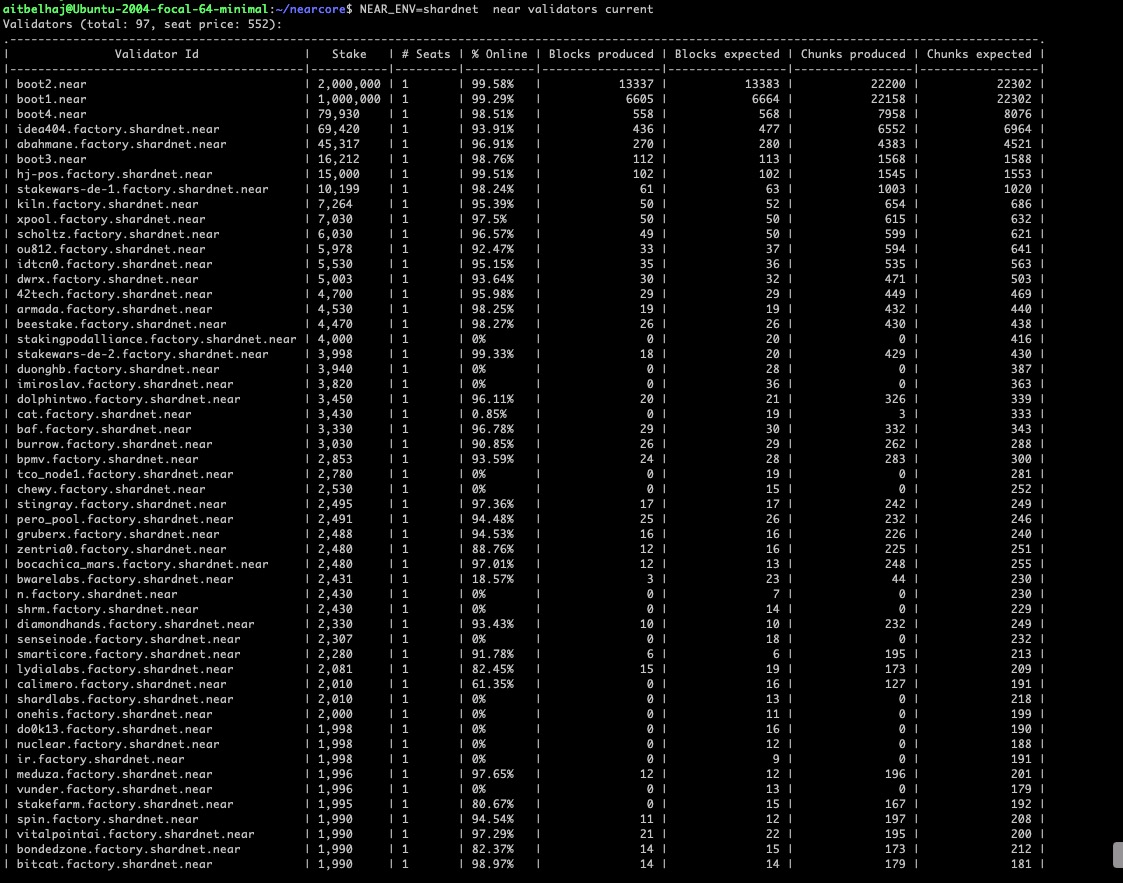 aitbelhaj@Ubuntu-2004-focal-64-minimal:~/nearcore$ NEAR_ENV=shardnet  near validators current
Validators (total: 97, seat price: 552):
.--------------------------------------------------------------------------------------------------------.
| Validator Id | Stake | # Seats | % Online | Blocks produced | Blocks expected | Chunks produced | Chunks expected |
| boot2.near | 2,000,000 | 1 | 99.58% | 13337 | 13383 | 22200 | 22302 |
| boot1.near | 1,000,000 | 1 | 99.29% | 6605 | 6664 | 22158 | 22302 |
| boot4.near | 79,930 | 1 | 98.51% | 558 | 568 | 7958 | 8076 |
| idea404.factory.shardnet.near | 69,420 | 1 | 93.91% | 436 | 477 | 6552 | 6964 |
| abahmane.factory.shardnet.near | 45,317 | 1 | 96.91% | 270 | 280 | 4383 | 4521 |
| boot3.near | 16,212 | 1 | 98.76% | 112 | 113 | 1568 | 1588 |
| hj-pos.factory.shardnet.near | 15,000 | 1 | 99.51% | 102 | 102 | 1545 | 1553 |
| stakewars-de-1.factory.shardnet.near | 10,199 | 1 | 98.24% | 61 | 63 | 1003 | 1020 |
| kiln.factory.shardnet.near | 7,264 | 1 | 95.39% | 50 | 52 | 654 | 686 |
| xpool.factory.shardnet.near | 7,030 | 1 | 97.5% | 50 | 50 | 615 | 632 |
| scholtz.factory.shardnet.near | 6,030 | 1 | 96.57% | 49 | 50 | 599 | 621 |
| ou812.factory.shardnet.near | 5,978 | 1 | 92.47% | 33 | 37 | 594 | 641 |
| idtcn0.factory.shardnet.near | 5,530 | 1 | 95.15% | 35 | 36 | 535 | 563 |
| dwrx.factory.shardnet.near | 5,003 | 1 | 93.64% | 30 | 32 | 471 | 503 |
| 42tech.factory.shardnet.near | 4,700 | 1 | 95.98% | 29 | 29 | 449 | 469 |
| armada.factory.shardnet.near | 4,530 | 1 | 98.25% | 19 | 19 | 432 | 440 |
| beestake.factory.shardnet.near | 4,470 | 1 | 98.27% | 26 | 26 | 430 | 438 |
| stakingpodalliance.factory.shardnet.near | 4,000 | 1 | 0% | 0 | 20 | 0 | 416 |
| stakewars-de-2.factory.shardnet.near | 3,998 | 1 | 99.33% | 18 | 20 | 429 | 430 |
| duonghb.factory.shardnet.near | 3,940 | 1 | 0% | 0 | 28 | 0 | 387 |
| imiroslav.factory.shardnet.near | 3,820 | 1 | 0% | 0 | 36 | 0 | 363 |
| dolphintwo.factory.shardnet.near | 3,450 | 1 | 96.11% | 20 | 21 | 326 | 339 |
| cat.factory.shardnet.near | 3,430 | 1 | 0.85% | 0 | 19 | 3 | 333 |
| baf.factory.shardnet.near | 3,330 | 1 | 96.78% | 29 | 30 | 332 | 343 |
| burrow.factory.shardnet.near | 3,030 | 1 | 90.85% | 26 | 29 | 262 | 288 |
| bpmv.factory.shardnet.near | 2,853 | 1 | 93.59% | 24 | 28 | 283 | 300 |
| tco_node1.factory.shardnet.near | 2,780 | 1 | 0% | 0 | 19 | 0 | 281 |
| chewy.factory.shardnet.near | 2,530 | 1 | 0% | 0 | 15 | 0 | 252 |
| stingray.factory.shardnet.near | 2,495 | 1 | 97.36% | 17 | 17 | 242 | 249 |
| pero_pool.factory.shardnet.near | 2,491 | 1 | 94.48% | 25 | 26 | 232 | 246 |
| gruberx.factory.shardnet.near | 2,488 | 1 | 94.53% | 16 | 16 | 226 | 240 |
| zentria0.factory.shardnet.near | 2,480 | 1 | 88.76% | 12 | 16 | 225 | 251 |
| bocachica_mars.factory.shardnet.near | 2,480 | 1 | 97.01% | 12 | 13 | 248 | 255 |
| bwarelabs.factory.shardnet.near | 2,431 | 1 | 18.57% | 3 | 23 | 44 | 230 |
| n.factory.shardnet.near | 2,430 | 1 | 0% | 0 | 7 | 0 | 230 |
| shrm.factory.shardnet.near | 2,430 | 1 | 0% | 0 | 14 | 0 | 229 |
| diamondhands.factory.shardnet.near | 2,330 | 1 | 93.43% | 10 | 10 | 232 | 249 |
| senseinode.factory.shardnet.near | 2,307 | 1 | 0% | 0 | 18 | 0 | 232 |
| smarticore.factory.shardnet.near | 2,280 | 1 | 91.78% | 6 | 6 | 195 | 213 |
| lydialabs.factory.shardnet.near | 2,081 | 1 | 82.45% | 15 | 19 | 173 | 209 |
| calimero.factory.shardnet.near | 2,010 | 1 | 61.35% | 0 | 16 | 127 | 191 |
| shardlabs.factory.shardnet.near | 2,010 | 1 | 0% | 0 | 13 | 0 | 218 |
| onehis.factory.shardnet.near | 2,000 | 1 | 0% | 0 | 11 | 0 | 199 |
| do0k13.factory.shardnet.near | 1,998 | 1 | 0% | 0 | 16 | 0 | 190 |
| nuclear.factory.shardnet.near | 1,998 | 1 | 0% | 0 | 12 | 0 | 188 |
| ir.factory.shardnet.near | 1,998 | 1 | 0% | 0 | 9 | 0 | 191 |
| meduza.factory.shardnet.near | 1,996 | 1 | 97.65% | 12 | 12 | 196 | 201 |
| vunder.factory.shardnet.near | 1,996 | 1 | 0% | 0 | 13 | 0 | 179 |
| stakefarm.factory.shardnet.near | 1,995 | 1 | 80.67% | 0 | 15 | 167 | 192 |
| spin.factory.shardnet.near | 1,990 | 1 | 94.54% | 11 | 12 | 197 | 208 |
| vitalpointai.factory.shardnet.near | 1,990 | 1 | 97.29% | 21 | 22 | 195 | 200 |
| bondedzone.factory.shardnet.near | 1,990 | 1 | 82.37% | 14 | 15 | 173 | 212 |
| bitcat.factory.shardnet.near | 1,990 | 1 | 98.97% | 14 | 14 | 179 | 181 |